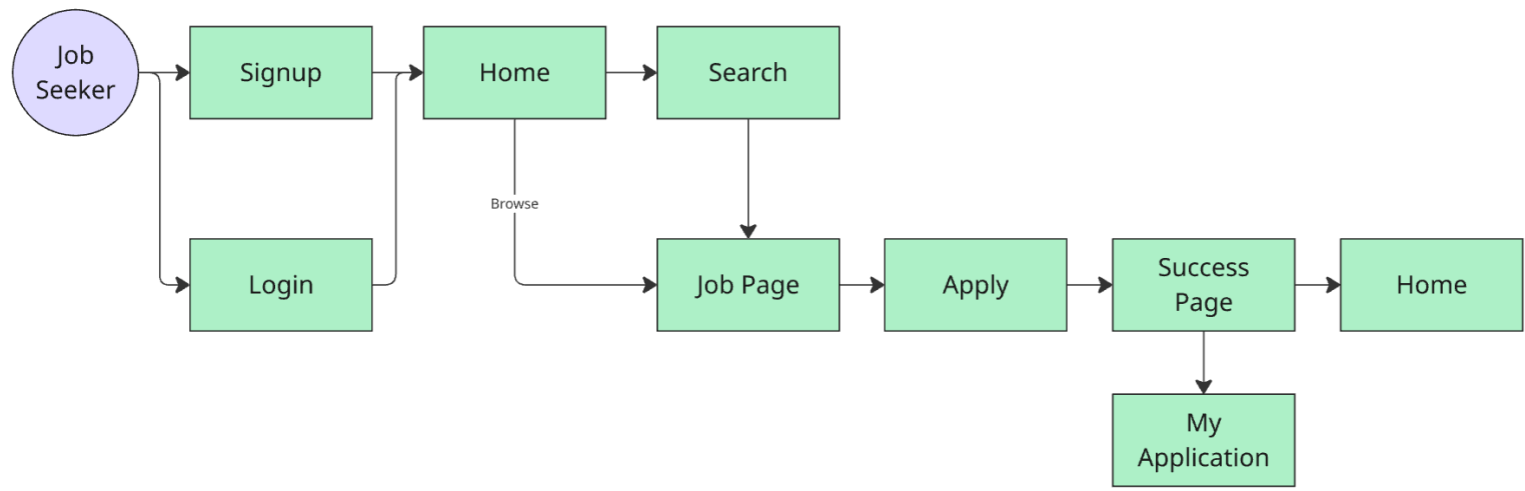 Job
Seeker
Signup
Home
Search
Browse
Login
Job Page
Apply
Success
Page
Home
My
Application